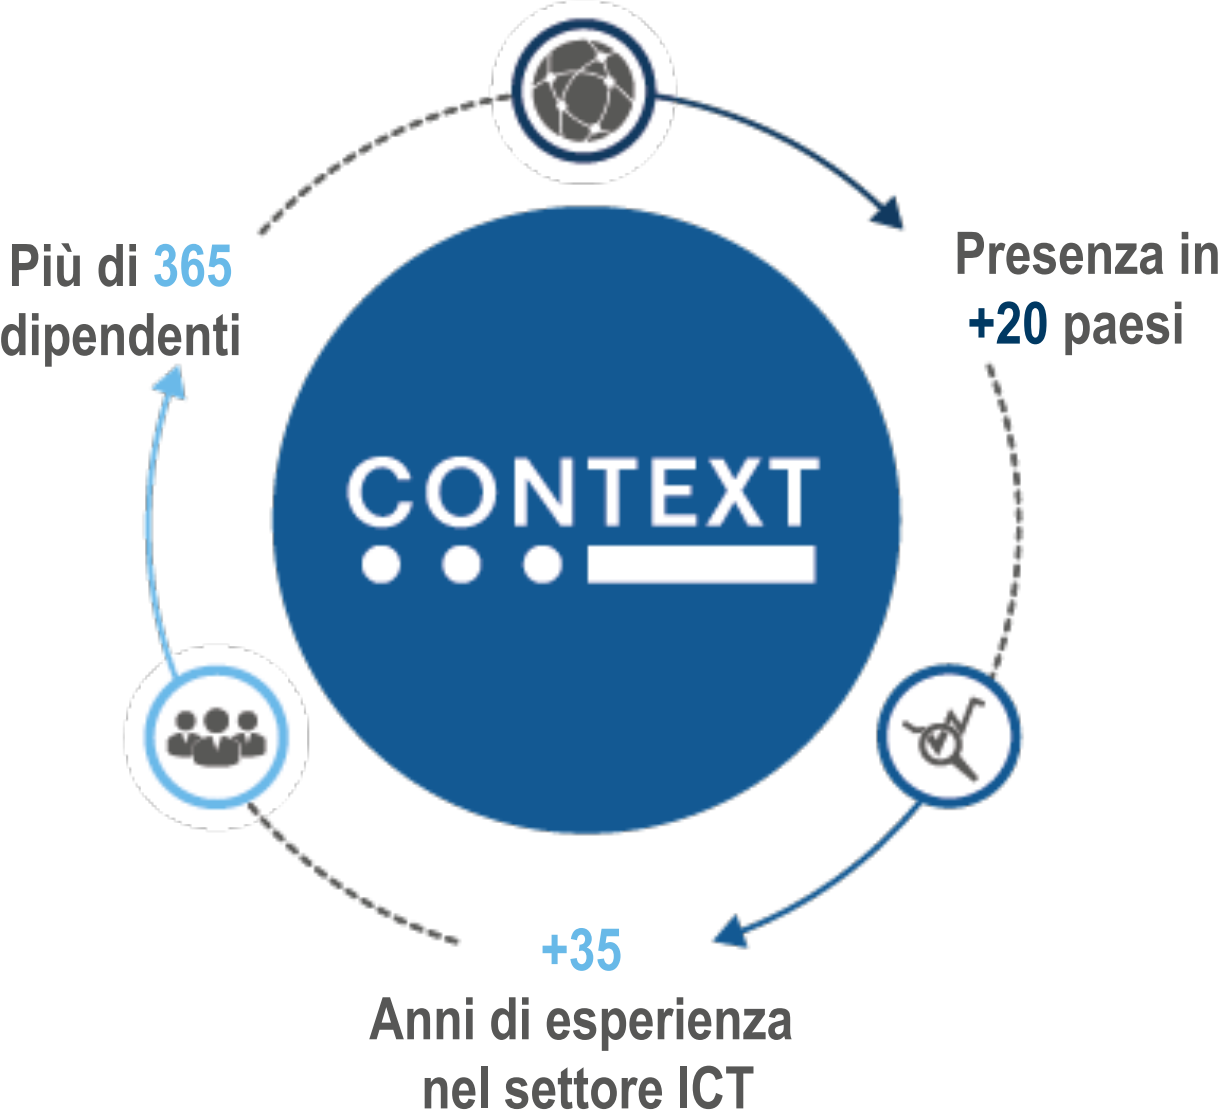 Più di 365
dipendenti
Presenza in
+20 paesi
CONTEXT
+35
Anni di esperienza
nel settore ICT